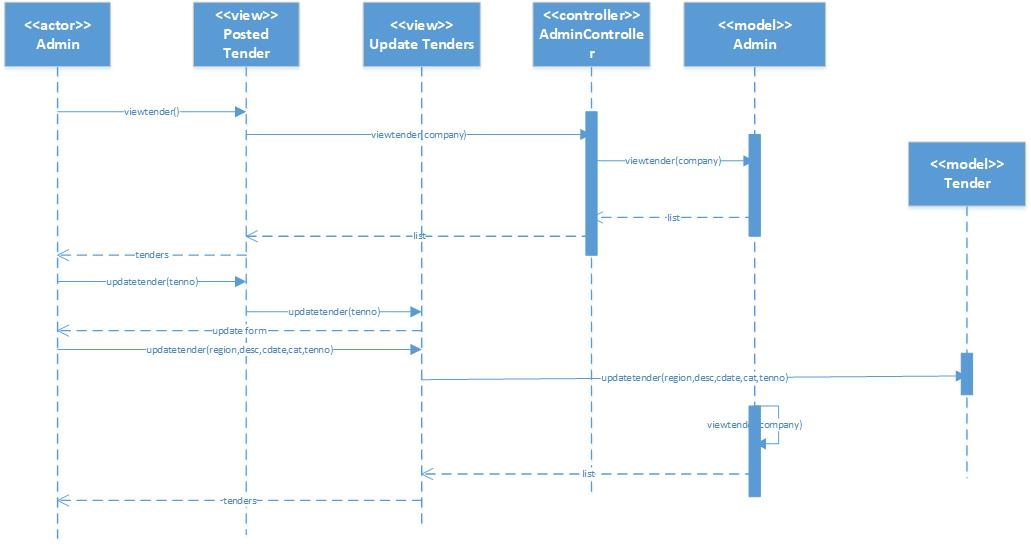 <<actor>>
Admin
<<view>>
Posted
Tender
<<view>>
Update Tenders
<<controller>>
AdminControlle
r
<<model>>
Admin
<<model>>
Tender
viewtender()
viewtender(company)
viewtender(company)
list
list
tenders
updatetender(tenno)
updatetender(tenno)
update form
updatetender(region,desc,cdate,cat,tenno)
updatetender(region,desc,cdate,cat,tenno)
viewtender(company)
list
tenders